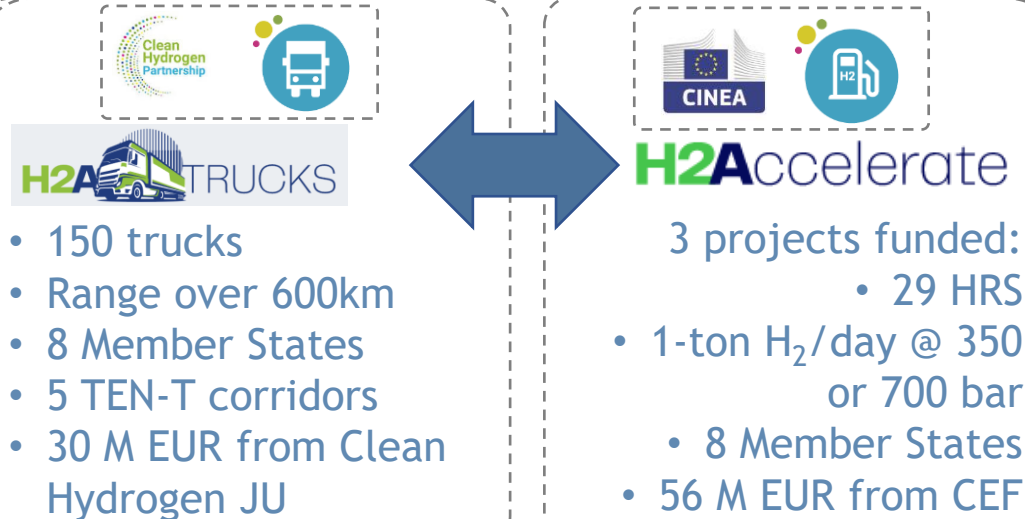 Clean
Hydrogen
Partnership
H2A TRUCKS
• 150 trucks
• Range over 600km
• 8 Member States
• 5 TEN-T corridors
• 30 M EUR from Clean
Hydrogen JU
CINEA
H2
H2Accelerate
3 projects funded:
• 29 HRS
• 1-ton H₂/day @ 350
or 700 bar
• 8 Member States
• 56 M EUR from CEF